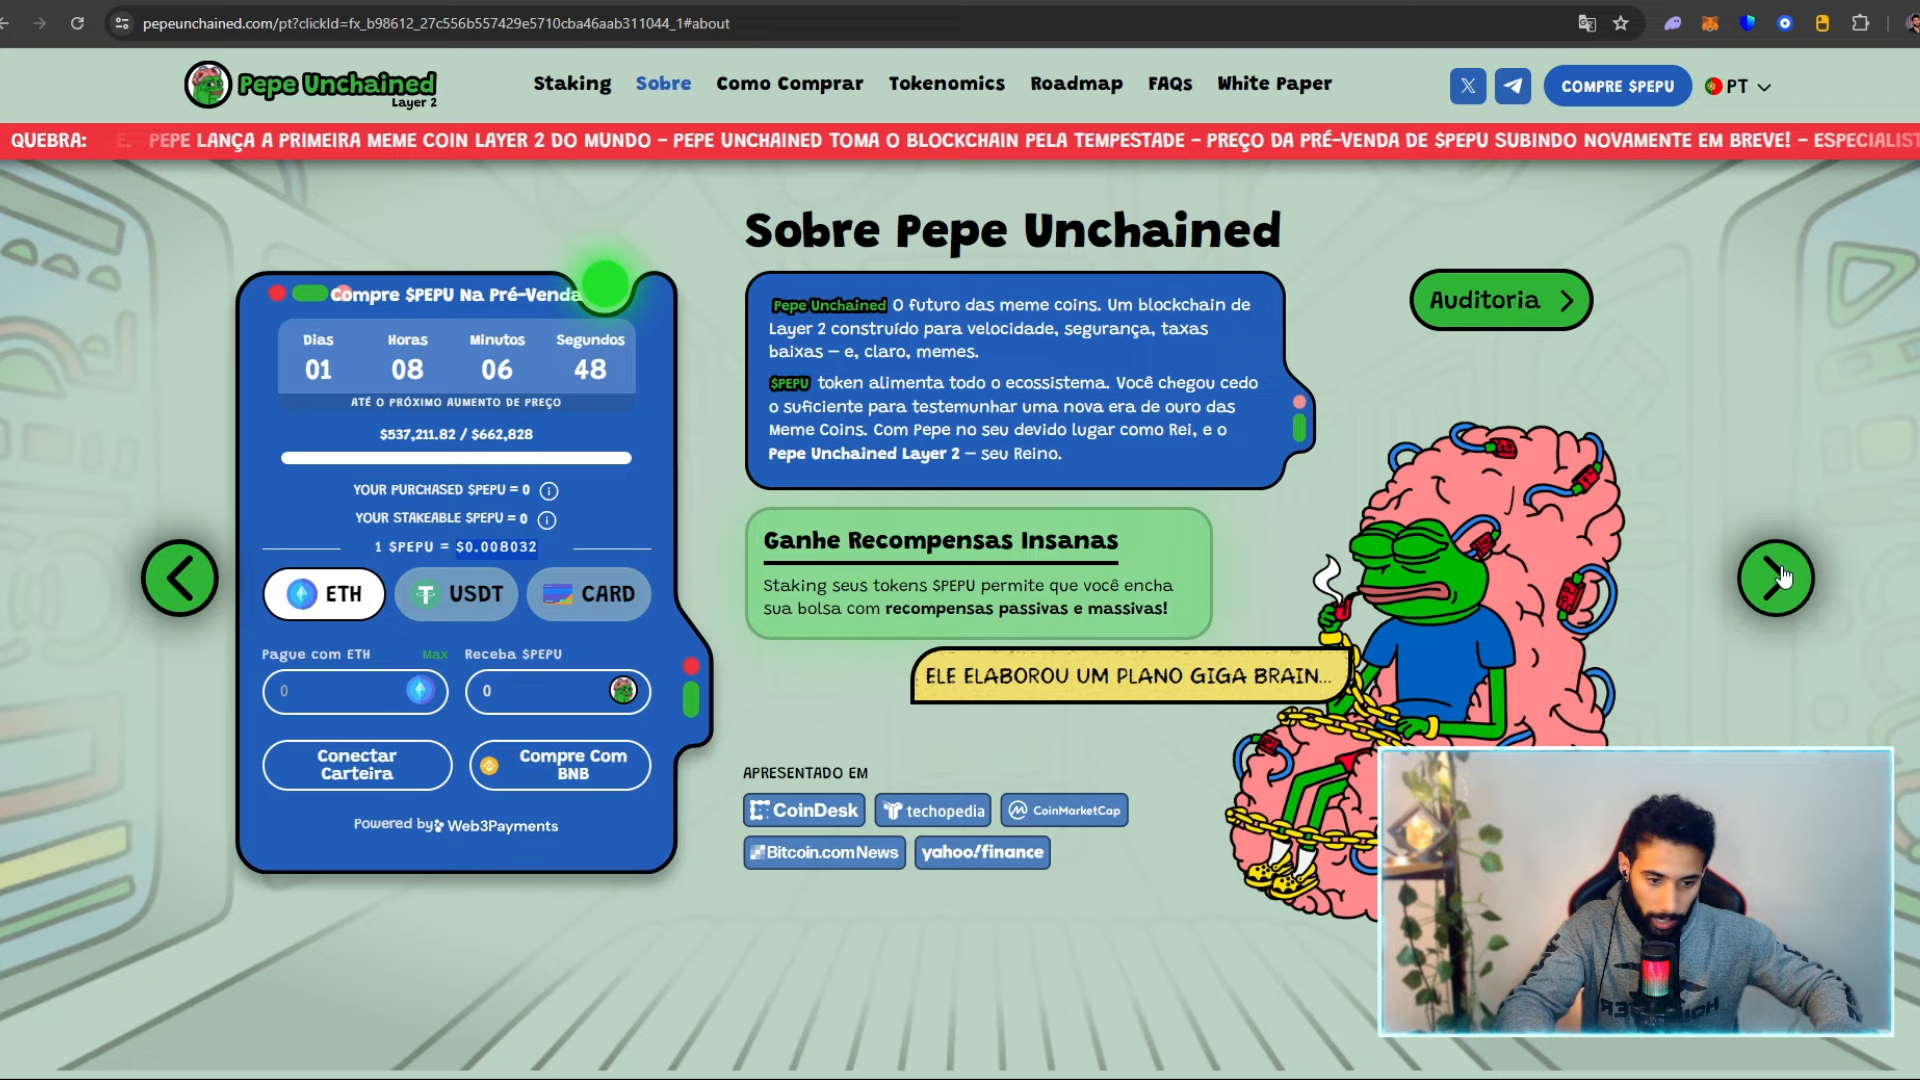 pepeunchained.com/pt?clickId=fx_b98612_27c556b557429e5710cba46aab311044_1#about
Pepe Unchained
Layer 2
Staking
Sobre
Como Comprar
Tokenomics
Roadmap
FAQs
White Paper
COMPRE $PEPU
PT
QUEBRA:
E. PEPE LANÇA A PRIMEIRA MEME COIN LAYER 2 DO MUNDO – PEPE UNCHAINED TOMA O BLOCKCHAIN PELA TEMPESTADE – PREÇO DA PRÉ-VENDA DE $PEPU SUBINDO NOVAMENTE EM BREVE! – ESPECIALIST
Compre $PEPU Na Pré-Venda
Dias Horas Minutos Segundos
01 08 06 48
ATÉ O PRÓXIMO AUMENTO DE PREÇO
$537,211.82 / $662,828
YOUR PURCHASED $PEPU = 0
YOUR STAKEABLE $PEPU = 0
1 $PEPU = $0.008032
ETH USDT CARD
Pague com ETH Max Receba $PEPU
0 0
Conectar
Carteira
Compre Com
BNB
Powered by Web3Payments
Sobre Pepe Unchained
Pepe Unchained O futuro das meme coins. Um blockchain de
Layer 2 construído para velocidade, segurança, taxas
baixas – e, claro, memes.
$PEPU token alimenta todo o ecossistema. Você chegou cedo
o suficiente para testemunhar uma nova era de ouro das
Meme Coins. Com Pepe no seu devido lugar como Rei, e o
Pepe Unchained Layer 2 – seu Reino.
Auditoria
Ganhe Recompensas Insanas
Staking seus tokens $PEPU permite que você encha
sua bolsa com recompensas passivas e massivas!
ELE ELABOROU UM PLANO GIGA BRAIN...
APRESENTADO EM
CoinDesk
techopedia
CoinMarketCap
Bitcoin.com News
yahoo!finance